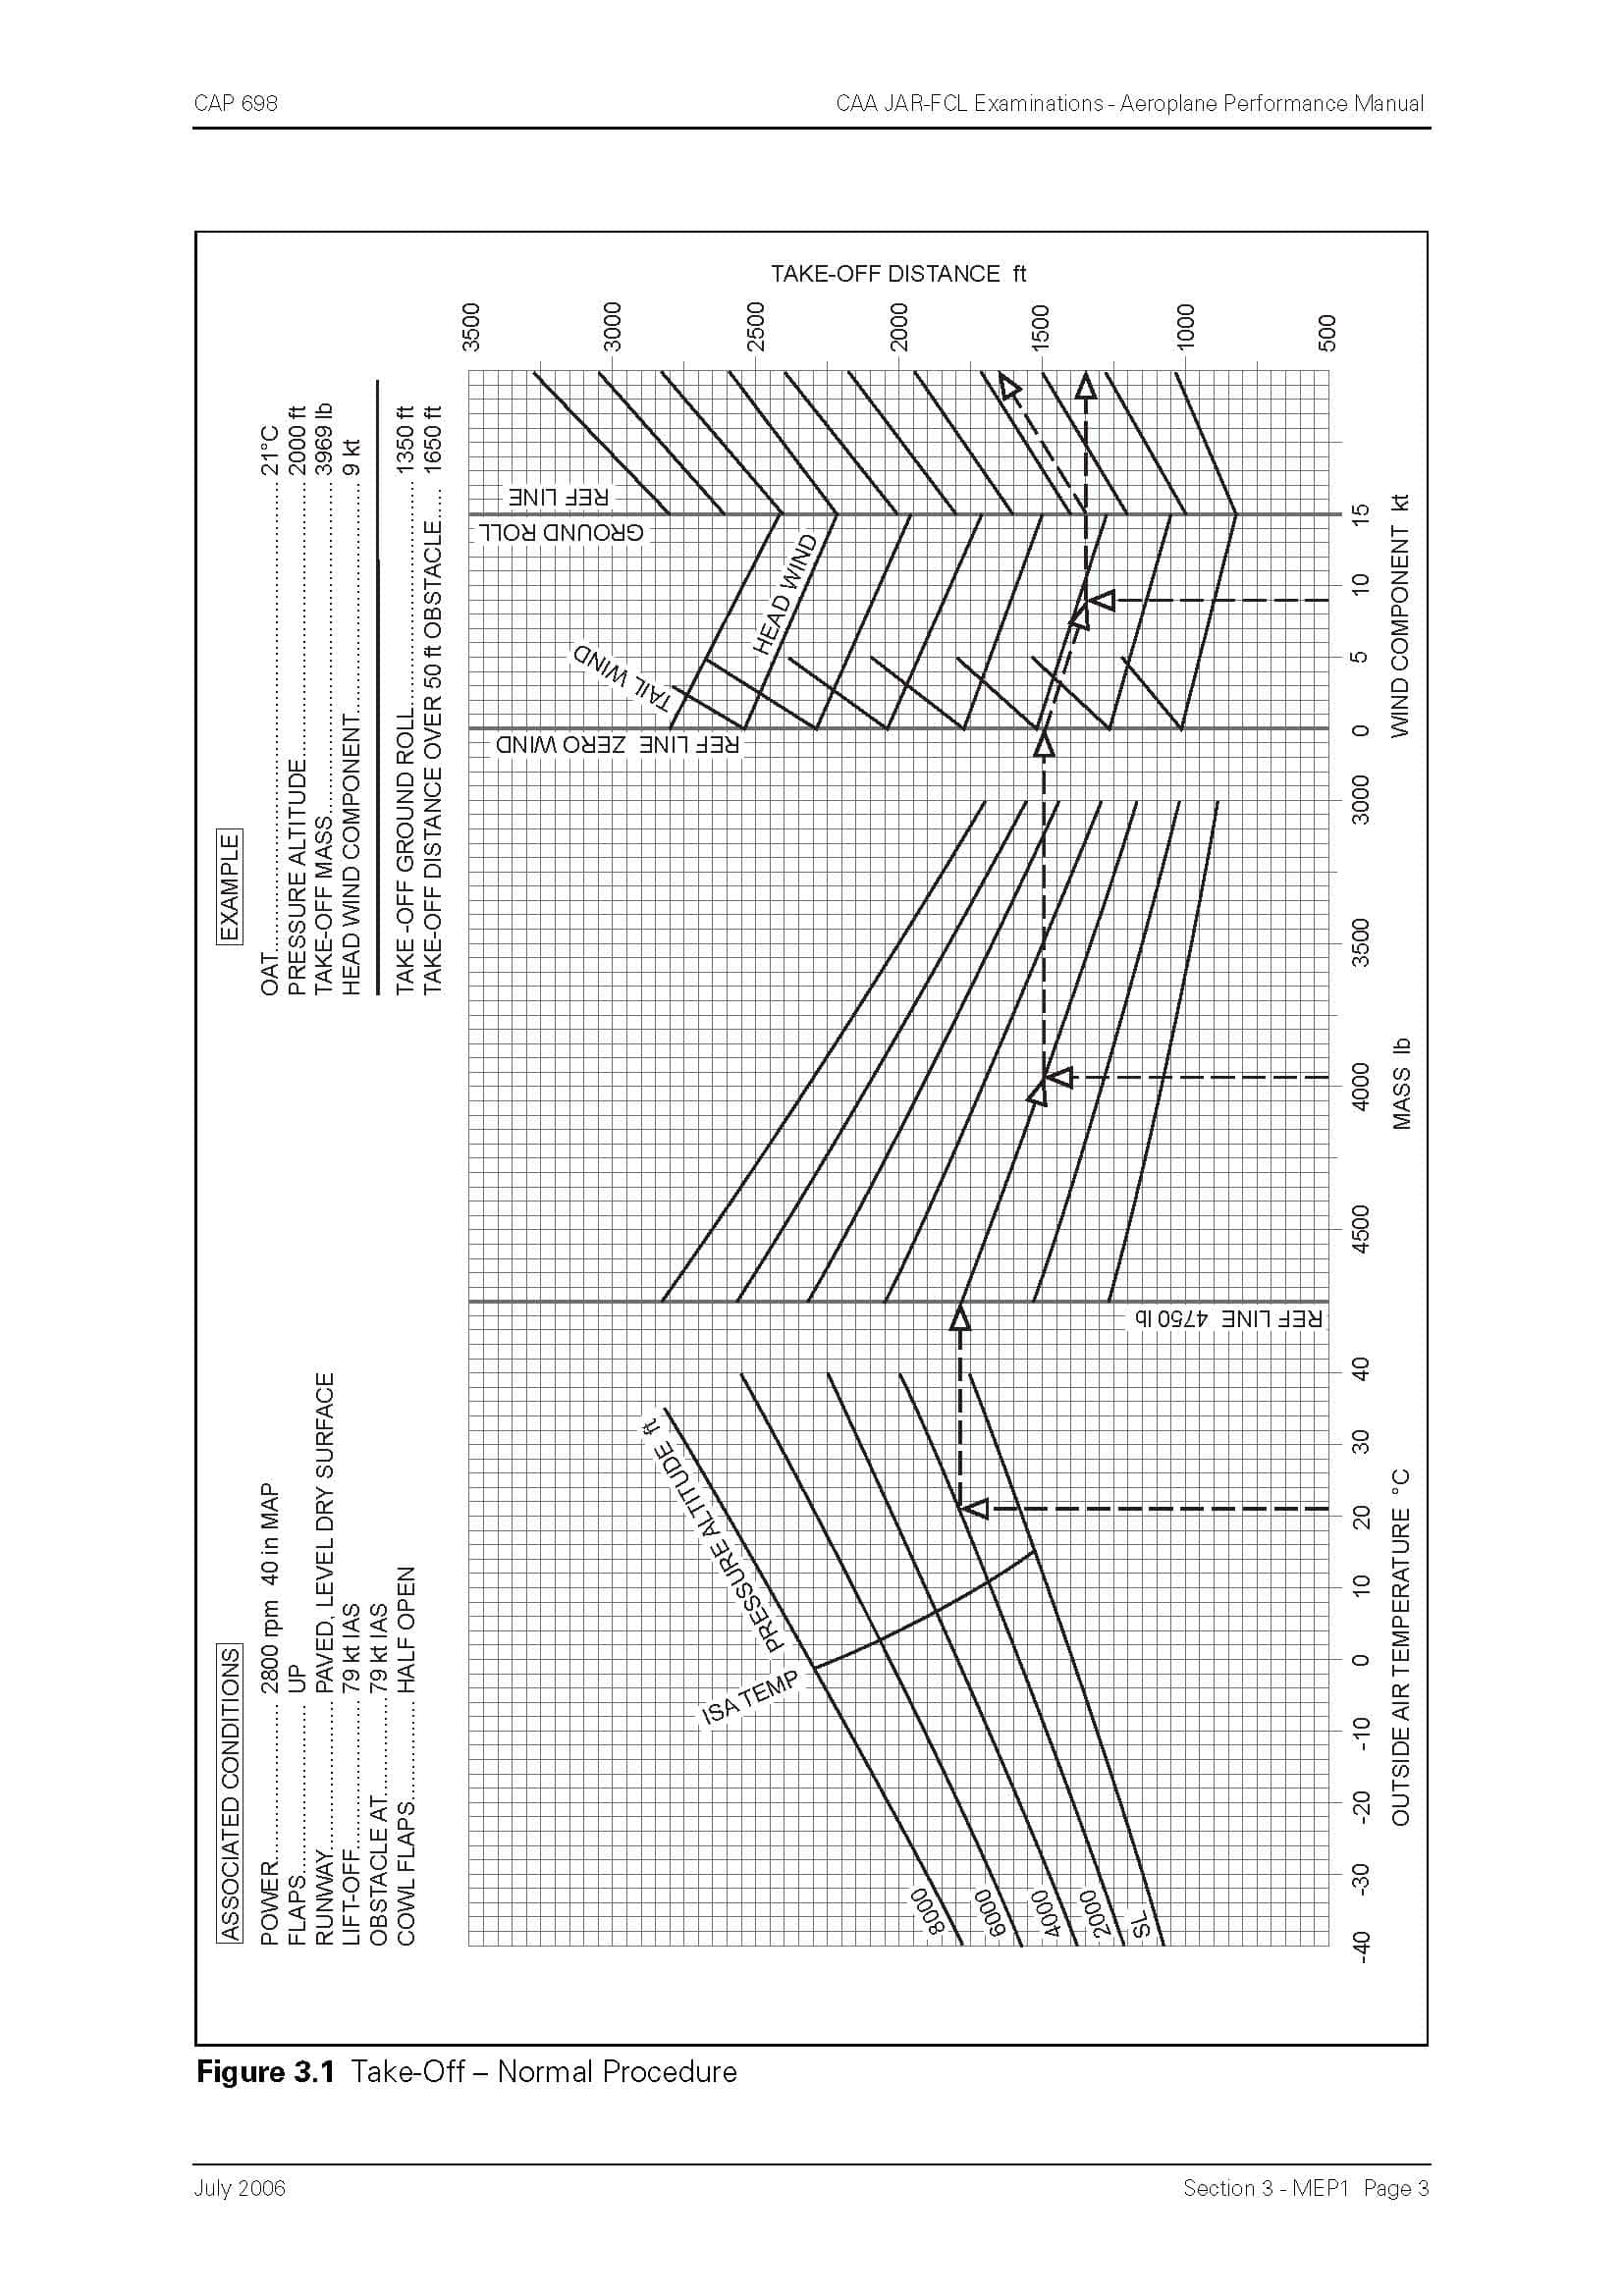 CAP 698
CAA JAR-FCL Examinations - Aeroplane Performance Manual
ASSOCIATED CONDITIONS
POWER.................... 2800 rpm 40 in MAP
FLAPS..................... UP
RUNWAY.................. PAVED, LEVEL DRY SURFACE
LIFT-OFF.................. 79 kt IAS
OBSTACLE AT............ 79 kt IAS
COWL FLAPS.............. HALF OPEN
EXAMPLE
OAT.................................................................. 21°C
PRESSURE ALTITUDE...................................... 2000 ft
TAKE-OFF MASS............................................. 3969 lb
HEAD WIND COMPONENT............................... 9 kt
TAKE -OFF GROUND ROLL................................ 1350 ft
TAKE-OFF DISTANCE OVER 50 ft OBSTACLE..... 1650 ft
TAKE-OFF DISTANCE ft
3500
3000
2500
2000
1500
1000
500
PRESSURE ALTITUDE ft
ISA TEMP
8000
6000
4000
2000
SL
REF LINE 4750 lb
REF LINE ZERO WIND
TAIL WIND
HEAD WIND
GROUND ROLL
REF LINE
-40 -30 -20 -10 0 10 20 30 40
OUTSIDE AIR TEMPERATURE °C
4500 4000 3500 3000
MASS lb
0 5 10 15
WIND COMPONENT kt
Figure 3.1 Take-Off – Normal Procedure
July 2006
Section 3 - MEP1 Page 3